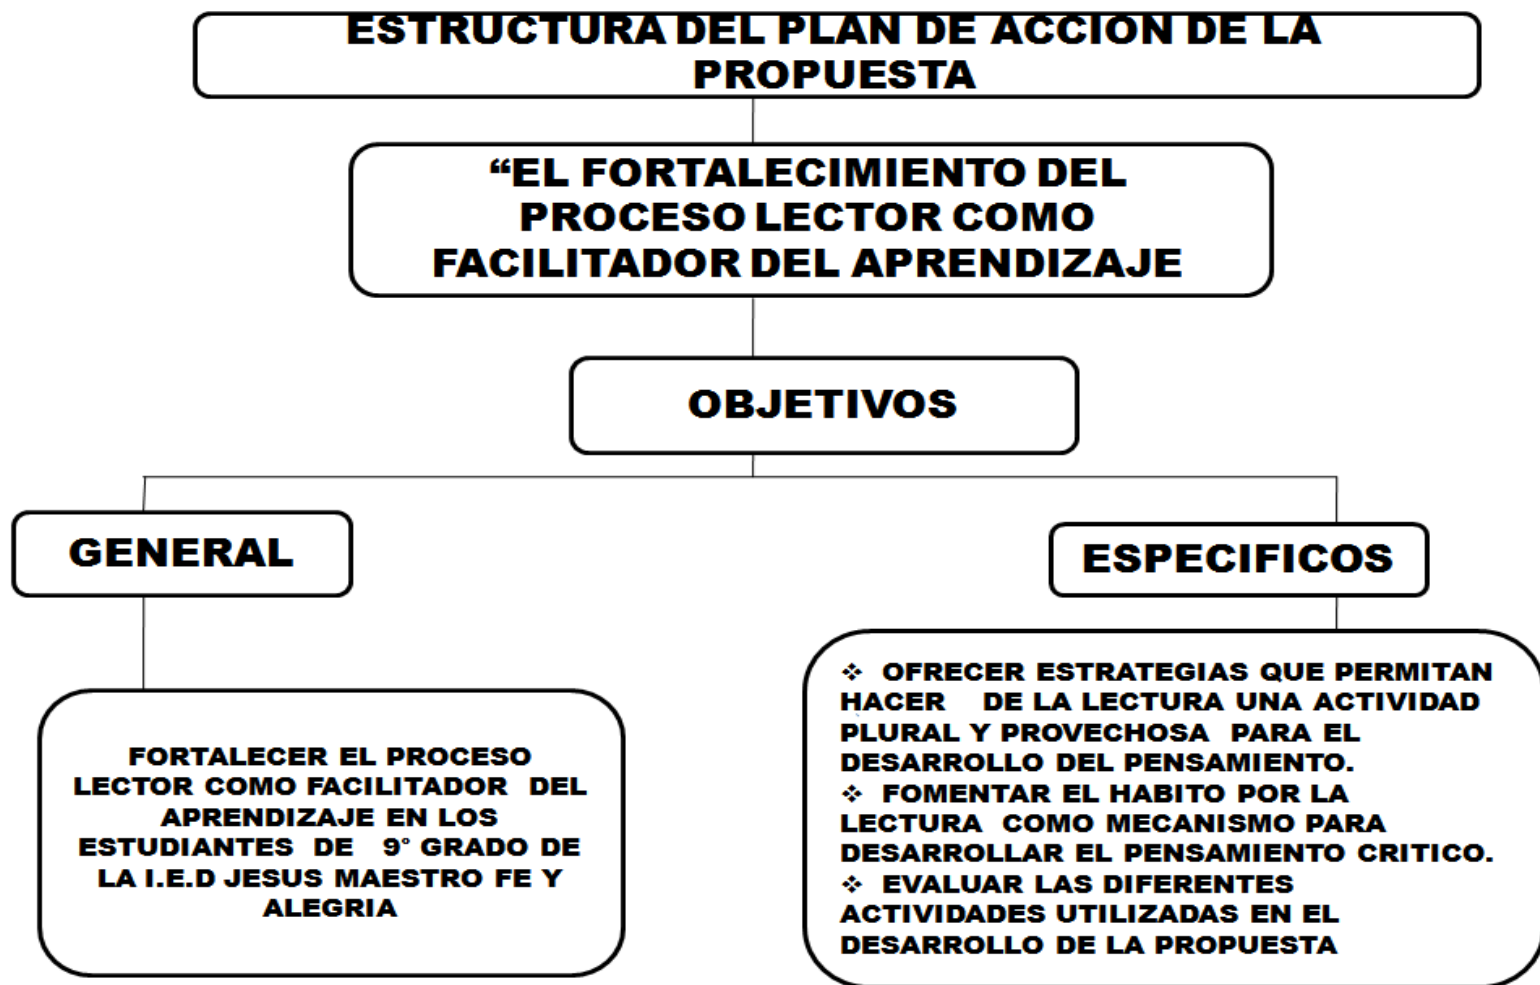 ESTRUCTURA DEL PLAN DE ACCION DE LA
PROPUESTA
“EL FORTALECIMIENTO DEL
PROCESO LECTOR COMO
FACILITADOR DEL APRENDIZAJE
OBJETIVOS
GENERAL
ESPECIFICOS
FORTALECER EL PROCESO
LECTOR COMO FACILITADOR DEL
APRENDIZAJE EN LOS
ESTUDIANTES DE 9° GRADO DE
LA I.E.D JESUS MAESTRO FE Y
ALEGRIA
❖ OFRECER ESTRATEGIAS QUE PERMITAN
HACER DE LA LECTURA UNA ACTIVIDAD
PLURAL Y PROVECHOSA PARA EL
DESARROLLO DEL PENSAMIENTO.
❖ FOMENTAR EL HABITO POR LA
LECTURA COMO MECANISMO PARA
DESARROLLAR EL PENSAMIENTO CRITICO.
❖ EVALUAR LAS DIFERENTES
ACTIVIDADES UTILIZADAS EN EL
DESARROLLO DE LA PROPUESTA